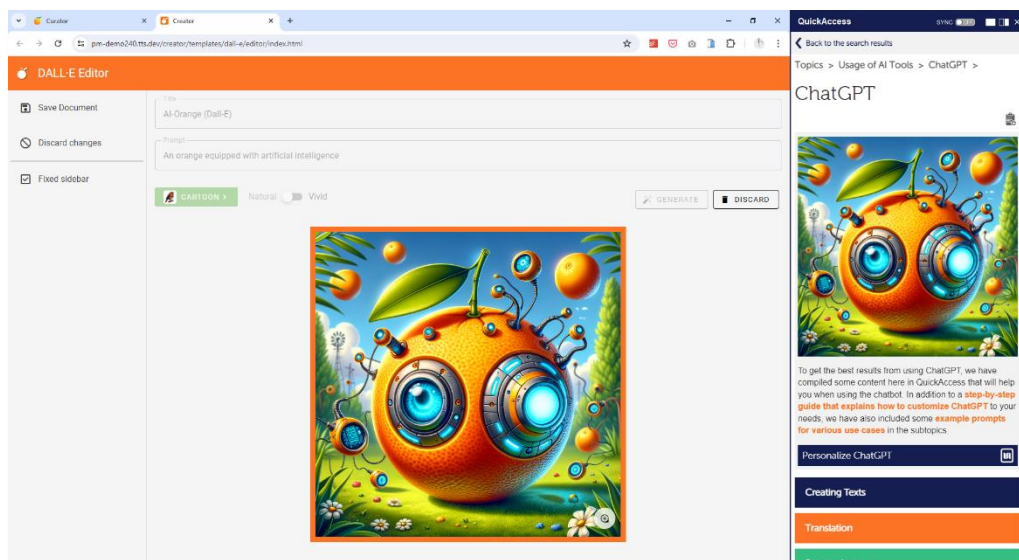 Curator
Creator
pm-demo240.tts.dev/creator/templates/dall-e/editor/index.html
DALL-E Editor
Save Document
Discard changes
Fixed sidebar
Title
AI-Orange (Dall-E)
Prompt
An orange equipped with artificial intelligence
CARTOON >
Natural
Vivid
GENERATE
DISCARD
QuickAccess
SYNC
Back to the search results
Topics > Usage of AI Tools > ChatGPT >
ChatGPT
To get the best results from using ChatGPT, we have
compiled some content here in QuickAccess that will help
you when using the chatbot. In addition to a step-by-step
guide that explains how to customize ChatGPT to your
needs, we have also included some example prompts
for various use cases in the subtopics.
Personalize ChatGPT
Creating Texts
Translation